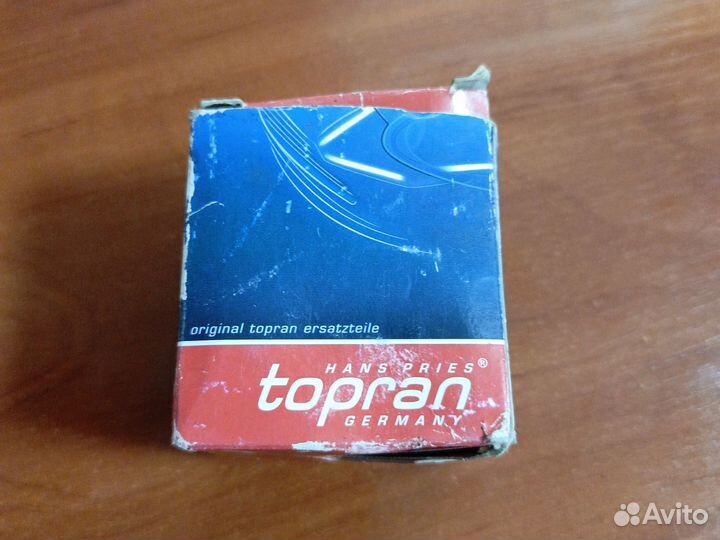 original topran ersatzteile
HANS PRIES®
topran
GERMANY
Avito